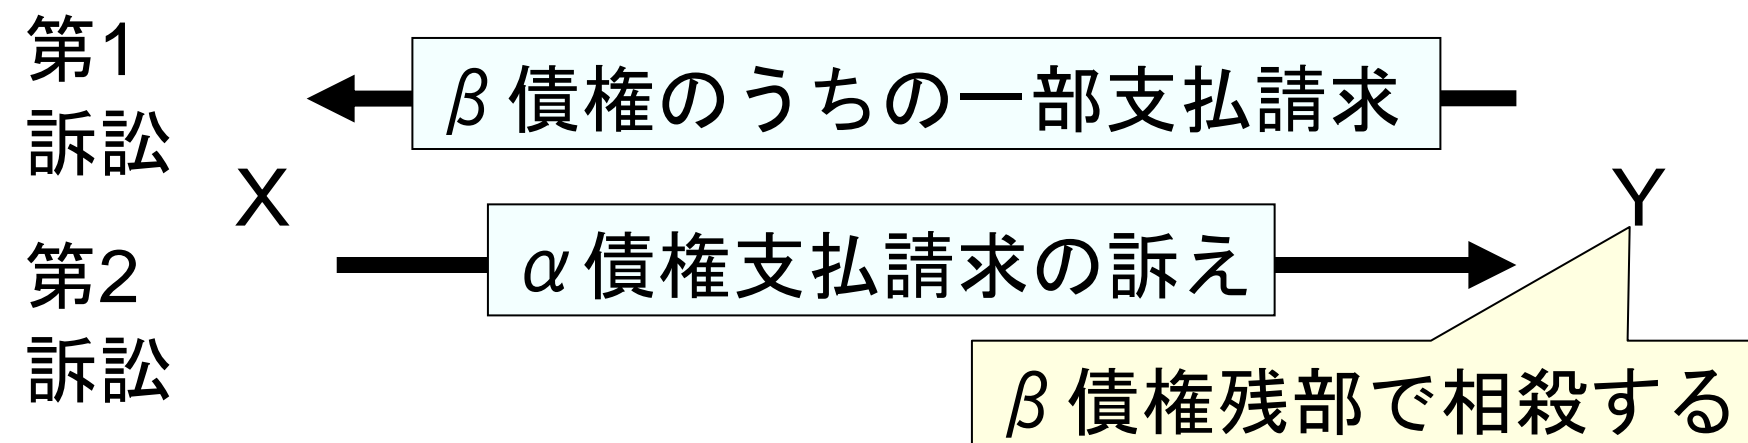 第1
訴訟
β債権のうちの一部支払請求
X
Y
α債権支払請求の訴え
第2
訴訟
β債権残部で相殺する